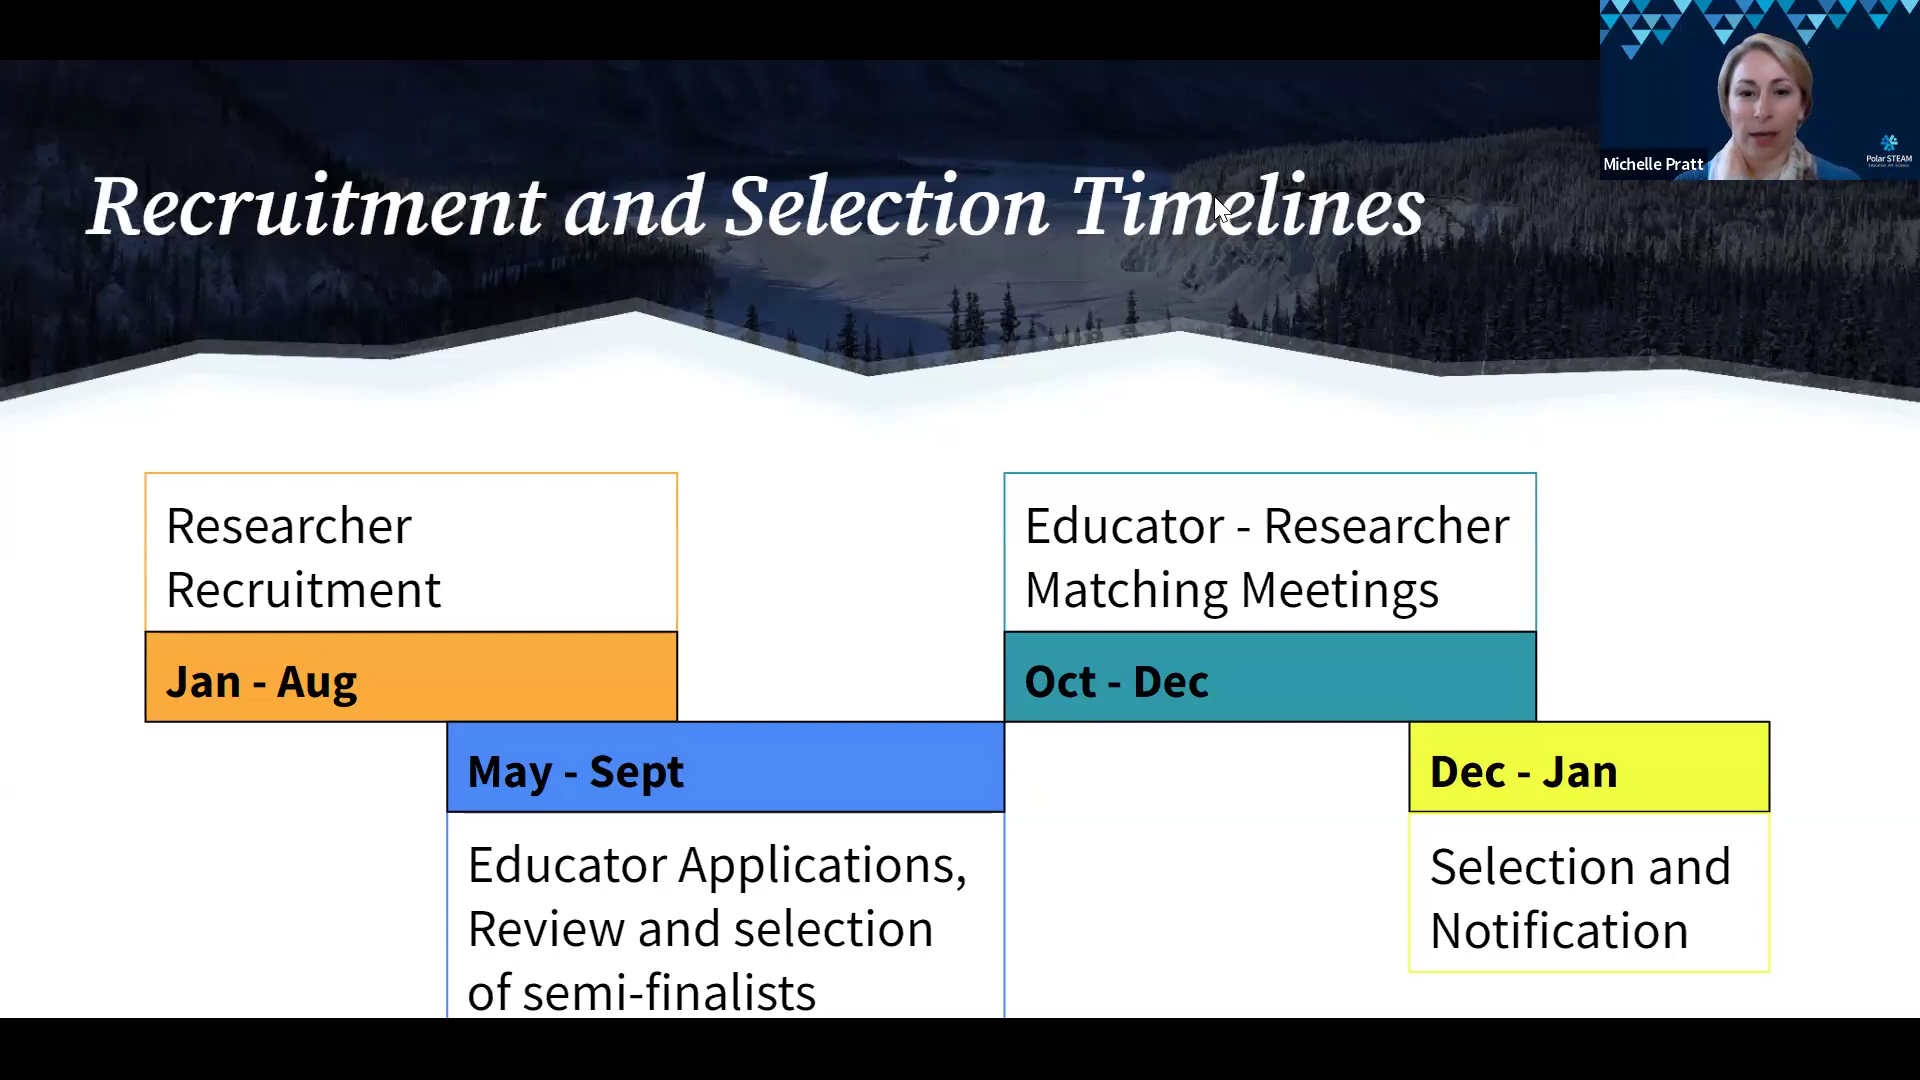 Recruitment and Selection Timelines
Michelle Pratt
Polar STEAM
Researcher
Recruitment
Jan - Aug
May - Sept
Educator Applications,
Review and selection
of semi-finalists
Educator - Researcher
Matching Meetings
Oct - Dec
Dec - Jan
Selection and
Notification